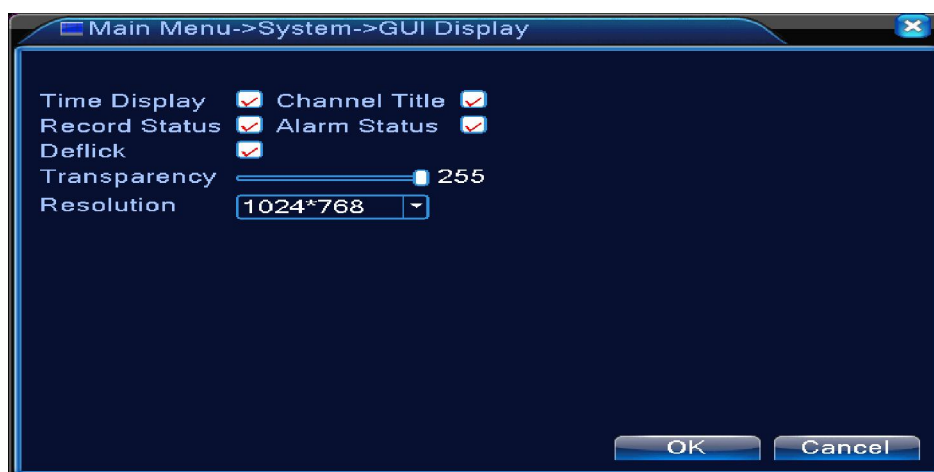 Main Menu->System->GUI Display
Time Display Channel Title
Record Status Alarm Status
Deflick
Transparency 255
Resolution 1024*768
OK Cancel